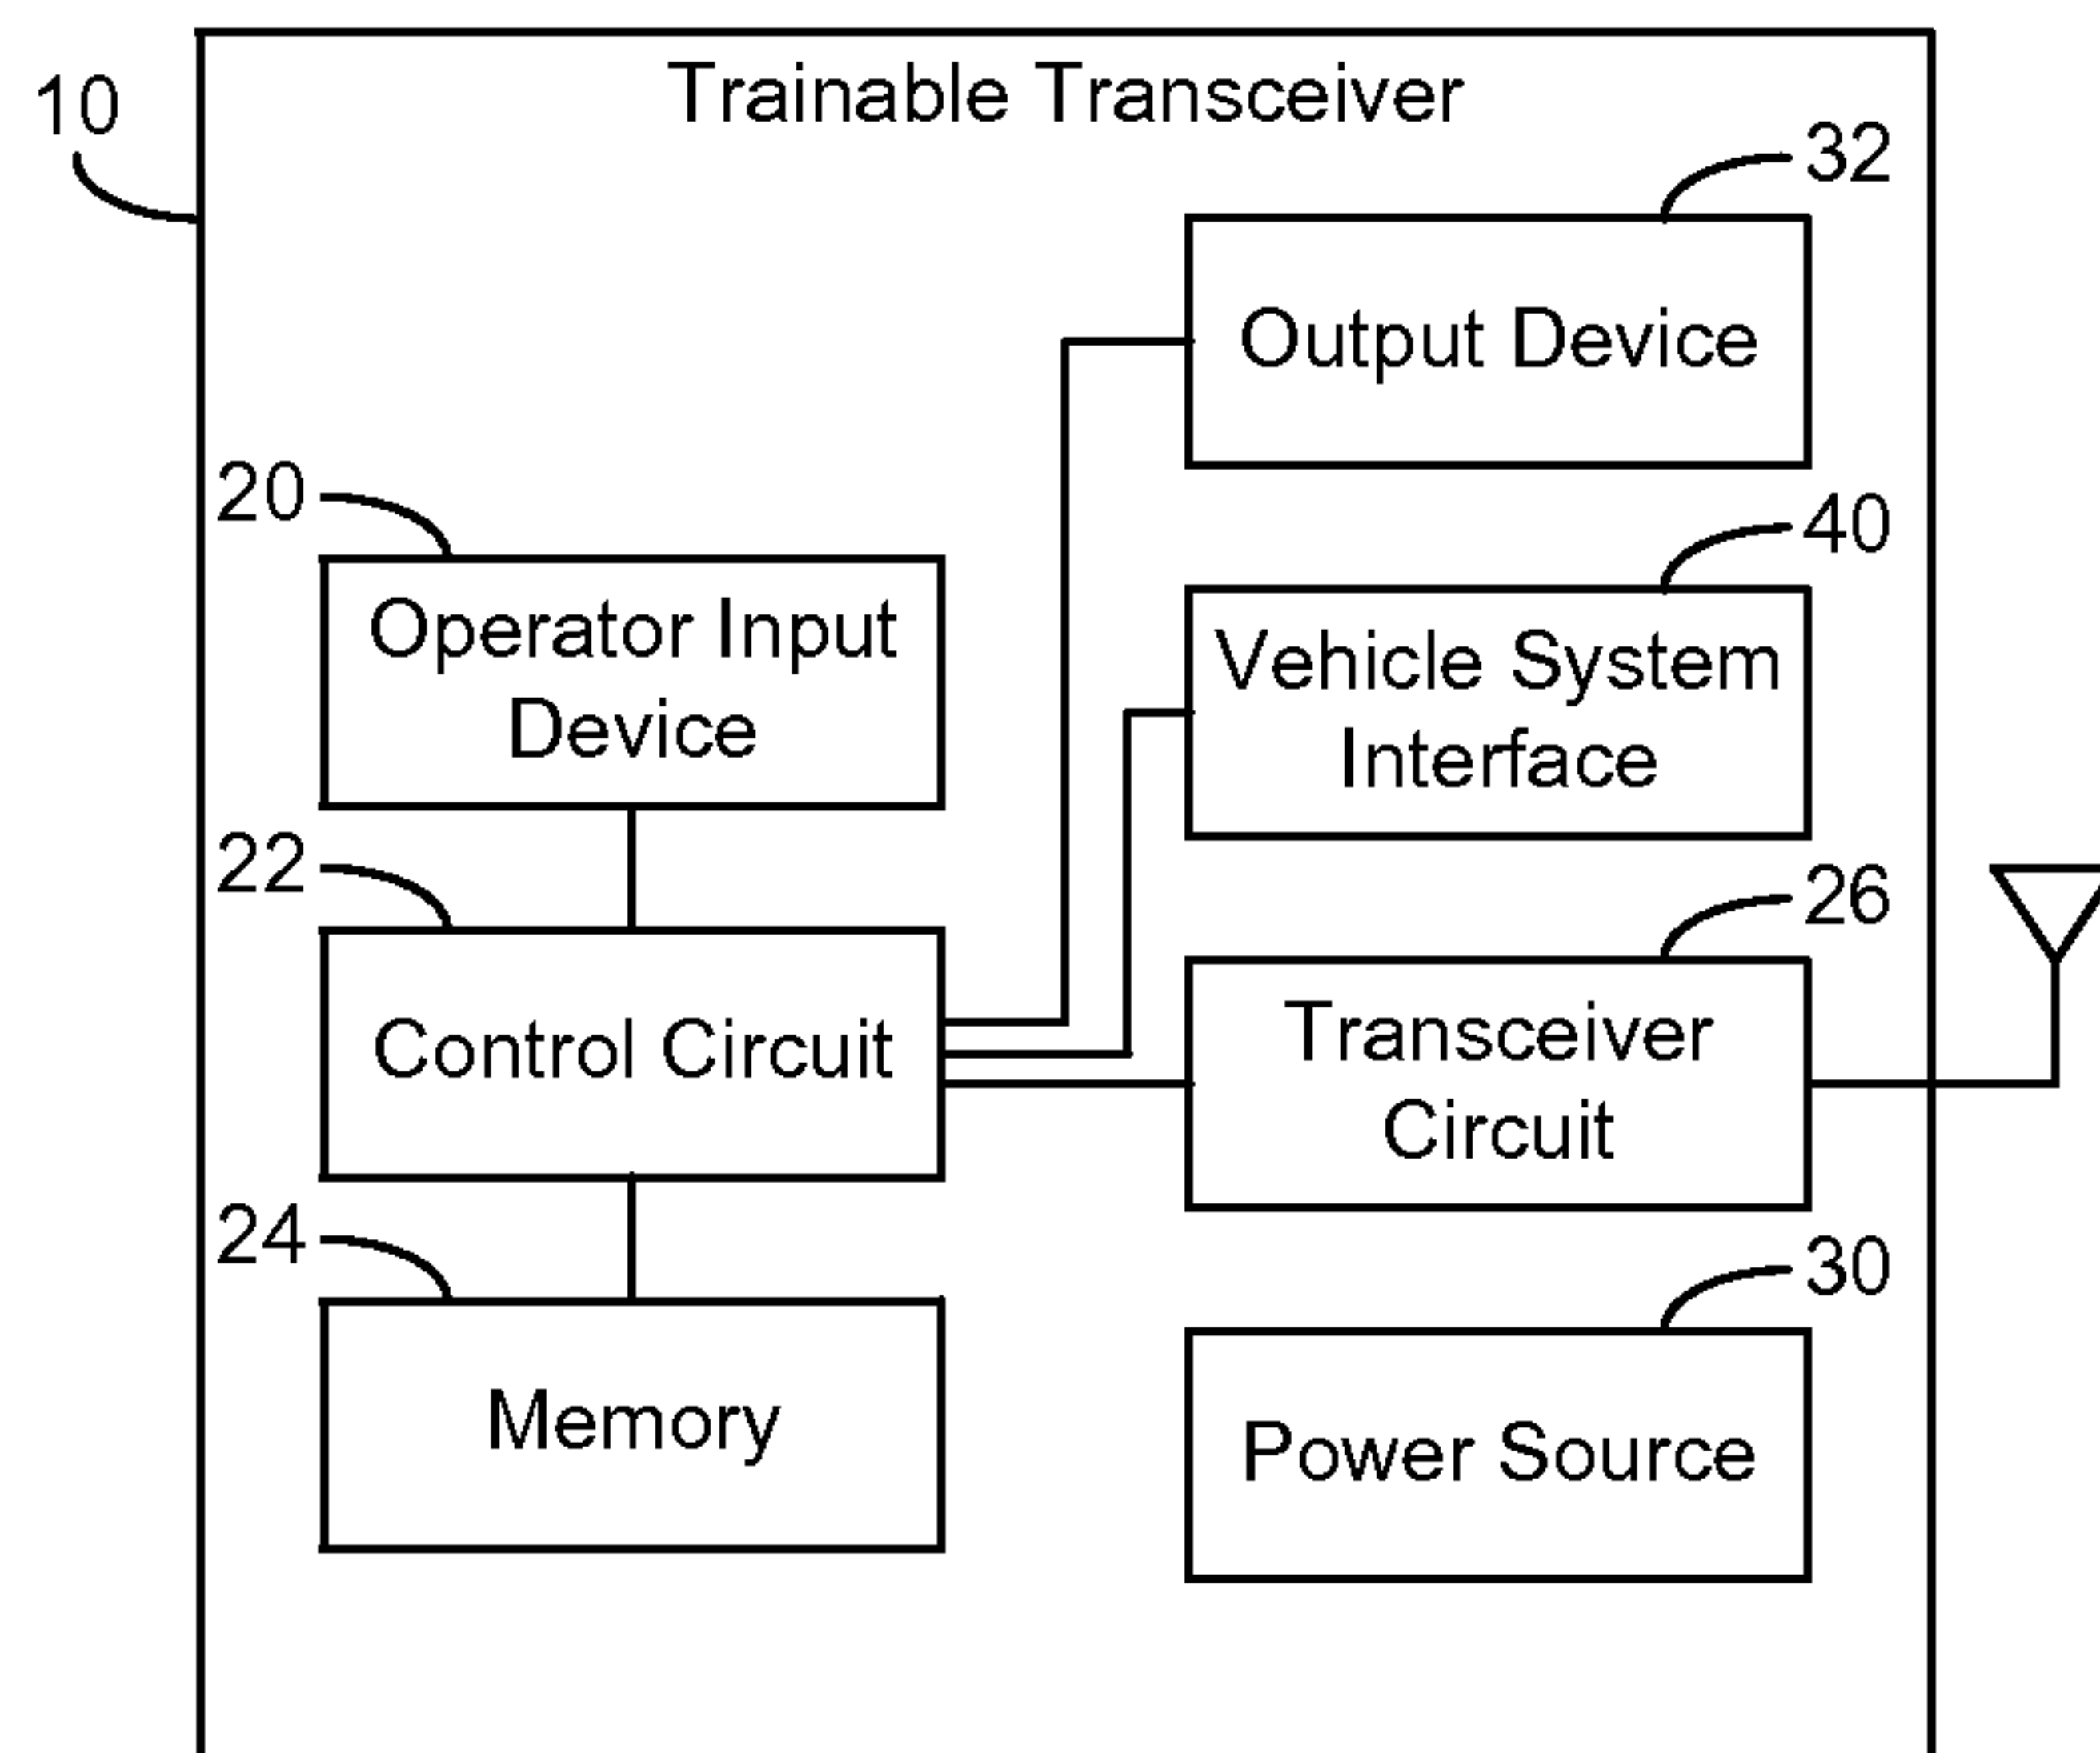 Trainable Transceiver
10
32
Output Device
20
Operator Input
Device
40
Vehicle System
Interface
22
Control Circuit
26
Transceiver
Circuit
24
Memory
30
Power Source